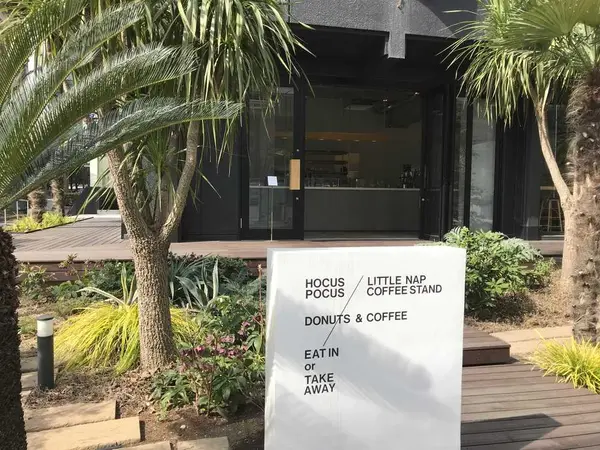 HOCUS POCUS / LITTLE NAP COFFEE STAND
DONUTS & COFFEE
EAT IN
or
TAKE
AWAY